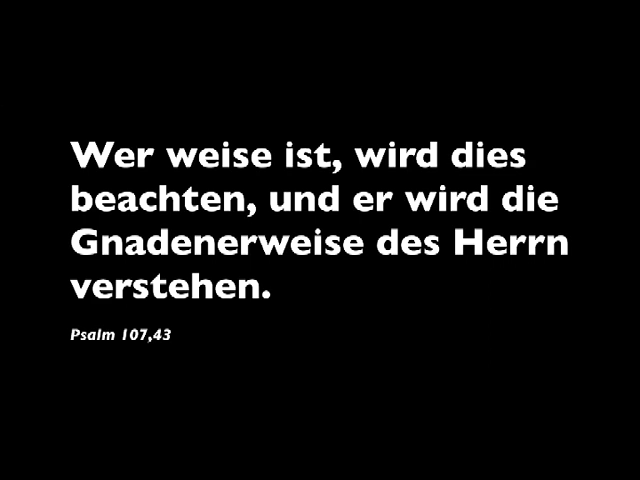 Wer weise ist, wird dies
beachten, und er wird die
Gnadenerweise des Herrn
verstehen.
Psalm 107,43